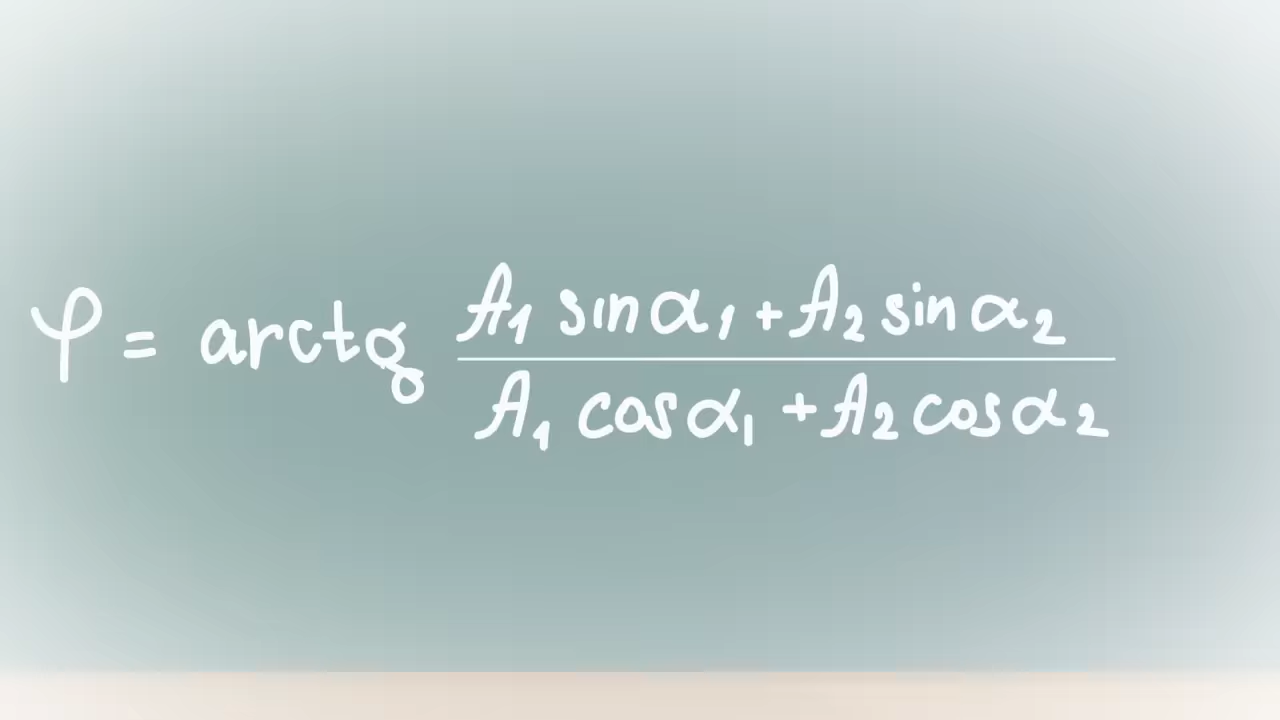 φ = arctg (A₁ sin α₁ + A₂ sin α₂) / (A₁ cos α₁ + A₂ cos α₂)